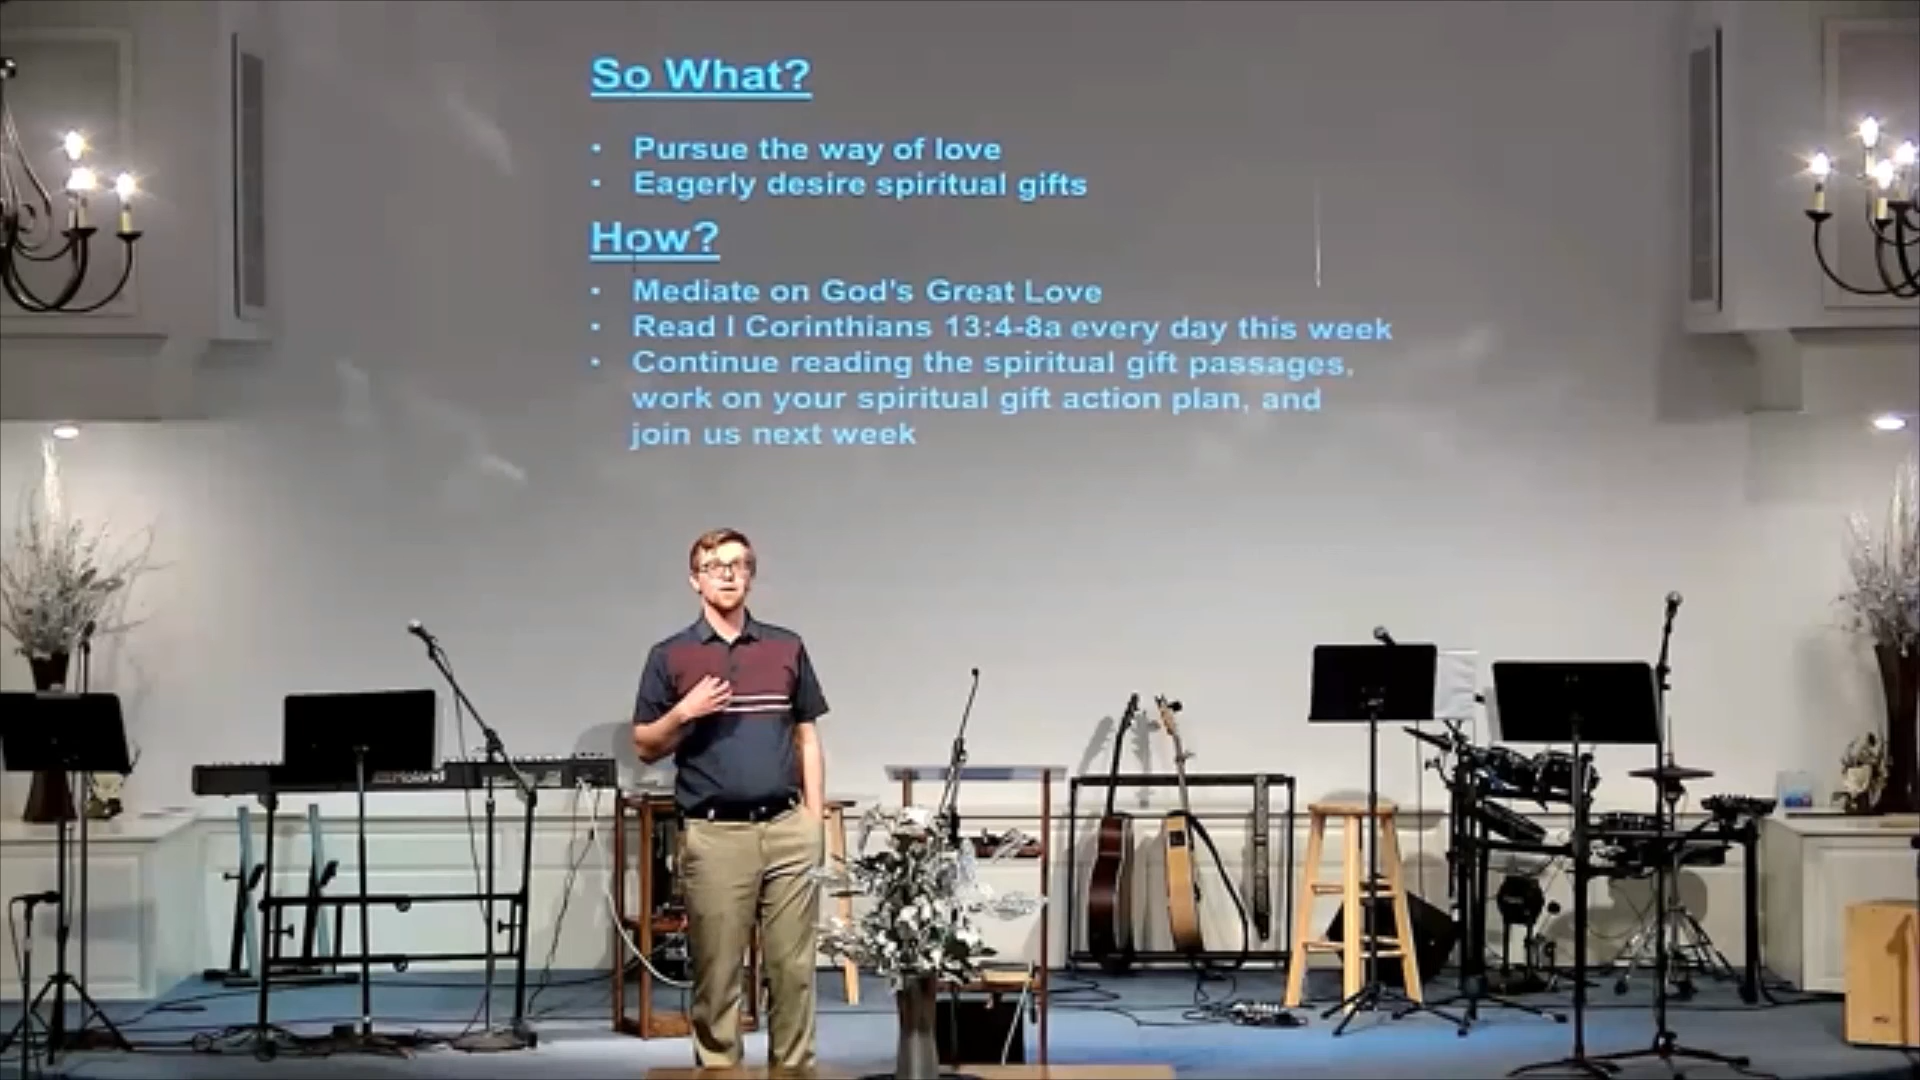 So What?
• Pursue the way of love
• Eagerly desire spiritual gifts
How?
• Mediate on God's Great Love
• Read I Corinthians 13:4-8a every day this week
• Continue reading the spiritual gift passages,
work on your spiritual gift action plan, and
join us next week
Roland